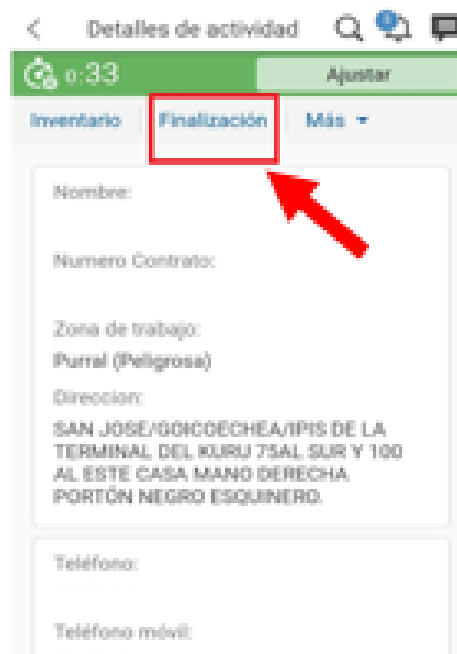 Detalles de actividad
0:33 Ajustar
Inventario Finalización Más
Nombre:
Numero Contrato:
Zona de trabajo:
Purral (Peligrosa)
Direccion:
SAN JOSE/GOICOECHEA/IPIS DE LA
TERMINAL DEL KURU 75AL SUR Y 100
AL ESTE CASA MANO DERECHA
PORTÓN NEGRO ESQUINERO.
Teléfono:
Teléfono móvil: